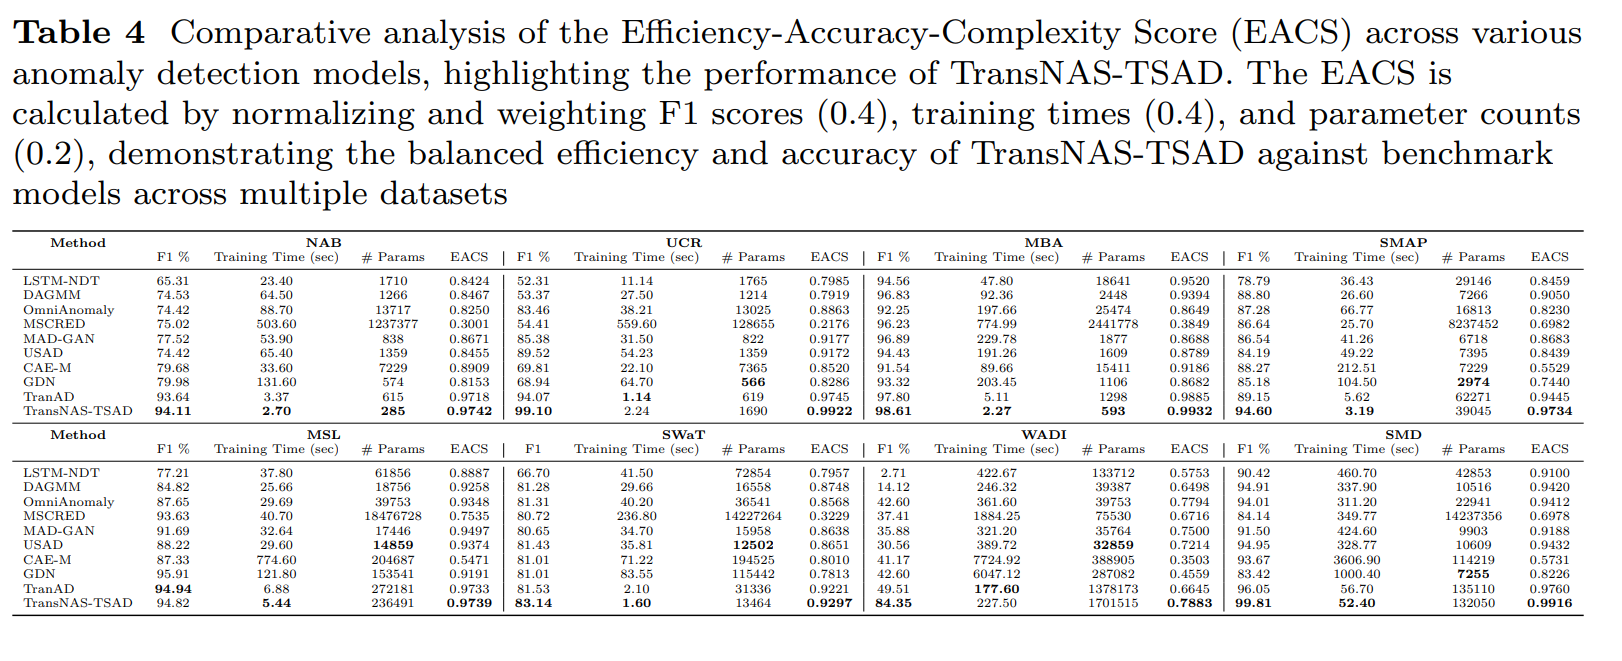 Table 4 Comparative analysis of the Efficiency-Accuracy-Complexity Score (EACS) across various
anomaly detection models, highlighting the performance of TransNAS-TSAD. The EACS is
calculated by normalizing and weighting F1 scores (0.4), training times (0.4), and parameter counts
(0.2), demonstrating the balanced efficiency and accuracy of TransNAS-TSAD against benchmark
models across multiple datasets
Method NAB UCR MBA SMAP
F1 % Training Time (sec) # Params EACS | F1 % Training Time (sec) # Params EACS | F1 % Training Time (sec) # Params EACS | F1 % Training Time (sec) # Params EACS
LSTM-NDT 65.31 23.40 1710 0.8424 52.31 11.14 1765 0.7985 94.56 47.80 18641 0.9520 78.79 36.43 29146 0.8459
DAGMM 74.53 64.50 1266 0.8467 53.37 27.50 1214 0.7919 96.83 92.36 2448 0.9394 88.80 26.60 7266 0.9050
OmniAnomaly 74.42 88.70 13717 0.8250 83.46 38.21 13025 0.8863 92.25 197.66 25474 0.8649 87.28 66.77 16813 0.8230
MSCRED 75.02 503.60 1237377 0.3001 54.41 559.60 128655 0.2176 96.23 774.99 2441778 0.3849 86.64 25.70 8237452 0.6982
MAD-GAN 77.52 53.90 838 0.8671 85.38 31.50 822 0.9177 96.89 229.78 1877 0.8688 86.54 41.26 6718 0.8683
USAD 74.42 65.40 1359 0.8455 89.52 54.23 1359 0.9172 94.43 191.26 1609 0.8789 84.19 49.22 7395 0.8439
CAE-M 79.68 33.60 7229 0.8909 69.81 22.10 7365 0.8520 91.54 89.66 15411 0.9186 88.27 212.51 7229 0.5529
GDN 79.98 131.60 574 0.8153 68.94 64.70 566 0.8286 93.32 203.45 1106 0.8682 85.18 104.50 2974 0.7440
TranAD 93.64 3.37 615 0.9718 94.07 1.14 619 0.9745 97.80 5.11 1298 0.9885 89.15 5.62 62271 0.9445
TransNAS-TSAD 94.11 2.70 285 0.9742 99.10 2.24 1690 0.9922 98.61 2.27 593 0.9932 94.60 3.19 39045 0.9734
Method MSL SWaT WADI SMD
F1 % Training Time (sec) # Params EACS | F1 Training Time (sec) # Params EACS | F1 % Training Time (sec) # Params EACS | F1 % Training Time (sec) # Params EACS
LSTM-NDT 77.21 37.80 61856 0.8887 66.70 41.50 72854 0.7957 2.71 422.67 133712 0.5753 90.42 460.70 42853 0.9100
DAGMM 84.82 25.66 18756 0.9258 81.28 29.66 16558 0.8748 14.12 246.32 39387 0.6498 94.91 337.90 10516 0.9420
OmniAnomaly 87.65 29.69 39753 0.9348 81.31 40.20 36541 0.8568 42.60 361.60 39753 0.7794 94.01 311.20 22941 0.9412
MSCRED 93.63 40.70 18476728 0.7535 80.72 236.80 14227264 0.3229 37.41 1884.25 75530 0.6716 84.14 349.77 14237356 0.6978
MAD-GAN 91.69 32.64 17446 0.9497 80.65 34.70 15958 0.8638 35.88 321.20 35764 0.7500 91.50 424.60 9903 0.9188
USAD 88.22 29.60 14859 0.9374 81.43 35.81 12502 0.8651 30.56 389.72 32859 0.7214 94.95 328.77 10609 0.9432
CAE-M 87.33 774.60 204687 0.5471 81.01 71.22 194525 0.8010 41.17 7724.92 388905 0.3503 93.67 3606.90 114219 0.5731
GDN 95.91 121.80 153541 0.9191 81.01 83.55 115442 0.7813 42.60 6047.12 287082 0.4559 83.42 1000.40 7255 0.8226
TranAD 94.94 6.88 272181 0.9733 81.53 2.10 31336 0.9221 49.51 177.60 1378173 0.6645 96.05 56.70 135110 0.9760
TransNAS-TSAD 94.82 5.44 236491 0.9739 83.14 1.60 13464 0.9297 84.35 227.50 1701515 0.7883 99.81 52.40 132050 0.9916